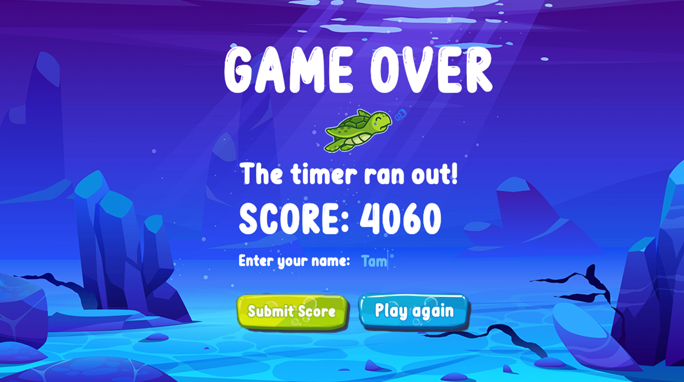 GAME OVER
The timer ran out!
SCORE: 4060
Enter your name: Tam
Submit Score Play again